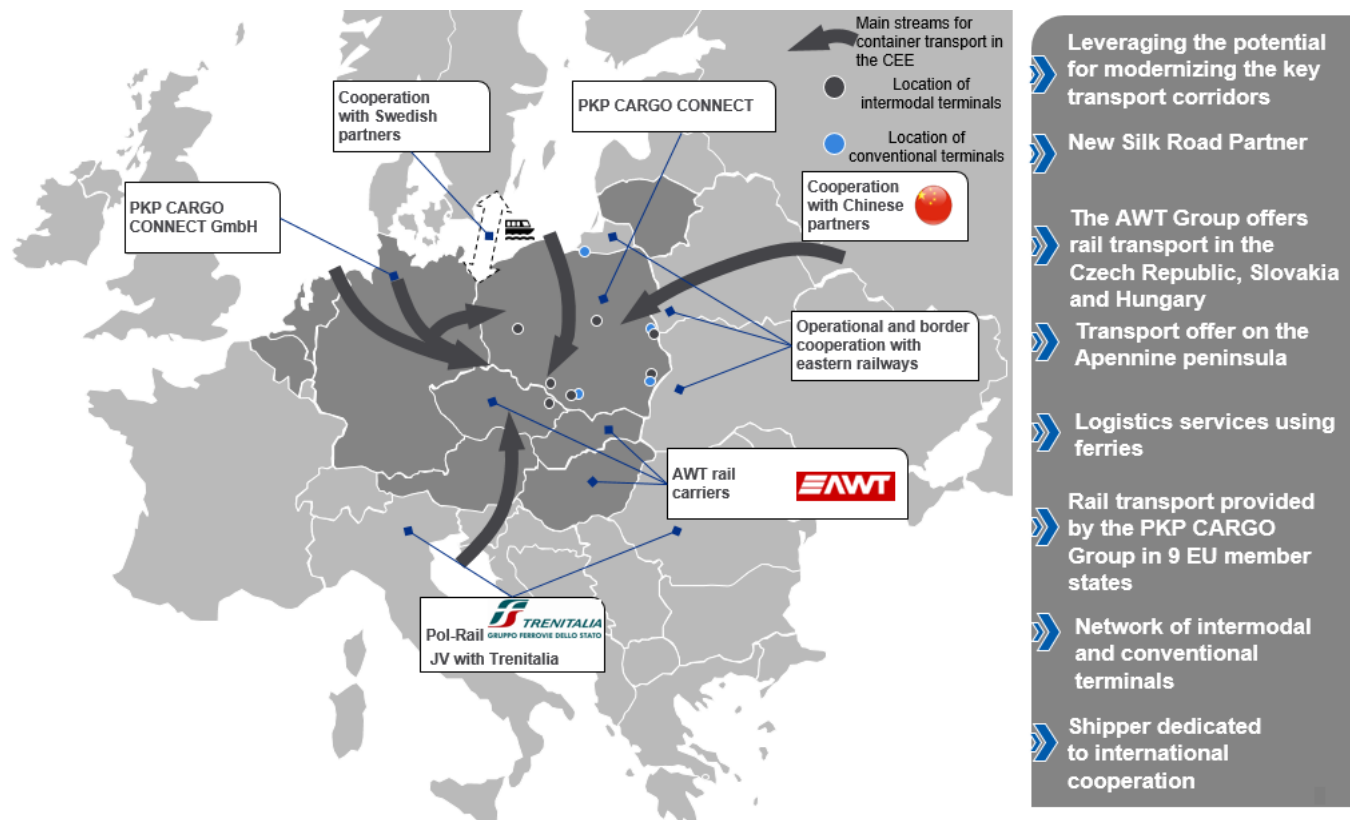 Main streams for
container transport in
the CEE
Location of
intermodal terminals
Location of
conventional terminals
Cooperation
with Swedish
partners
PKP CARGO CONNECT
PKP CARGO
CONNECT GmbH
Cooperation
with Chinese
partners
Operational and border
cooperation with
eastern railways
AWT rail
carriers
AWT
Pol-Rail
TRENITALIA
GRUPPO FERROVIE DELLO STATO
JV with Trenitalia
Leveraging the potential
for modernizing the key
transport corridors
New Silk Road Partner
The AWT Group offers
rail transport in the
Czech Republic, Slovakia
and Hungary
Transport offer on the
Apennine peninsula
Logistics services using
ferries
Rail transport provided
by the PKP CARGO
Group in 9 EU member
states
Network of intermodal
and conventional
terminals
Shipper dedicated
to international
cooperation